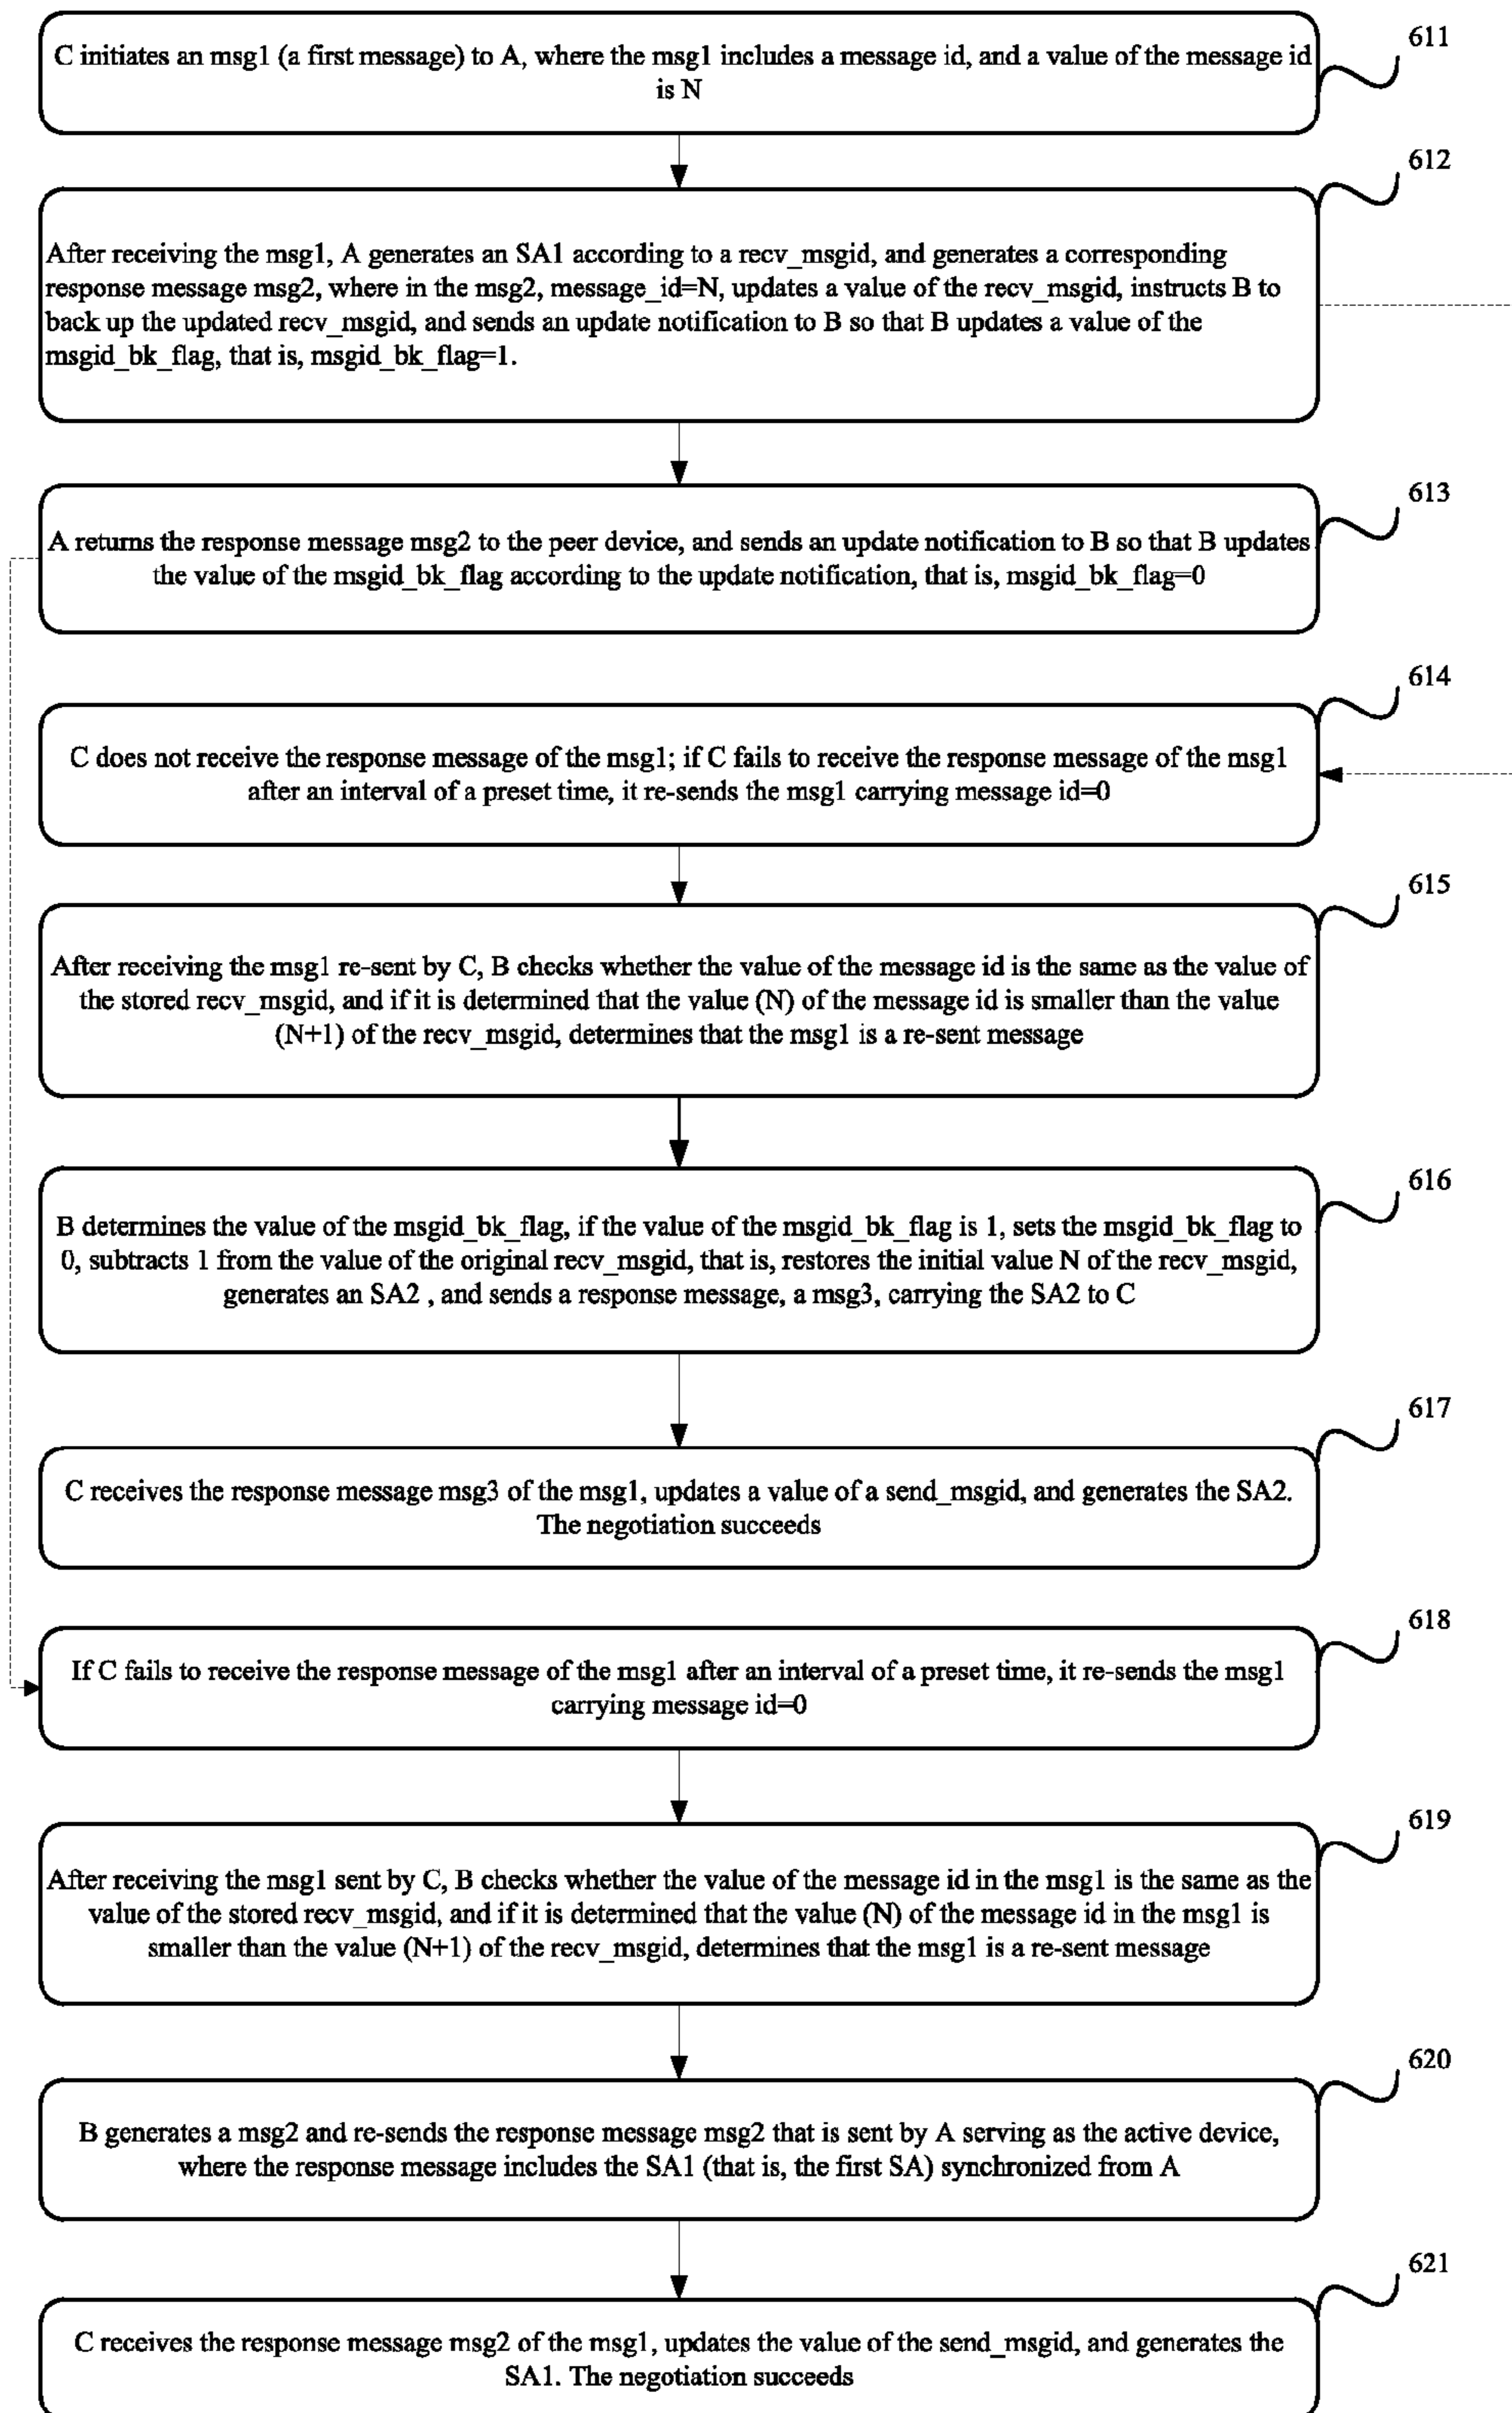 611
C initiates an msg1 (a first message) to A, where the msg1 includes a message id, and a value of the message id
is N
612
After receiving the msg1, A generates an SA1 according to a recv_msgid, and generates a corresponding
response message msg2, where in the msg2, message_id=N, updates a value of the recv_msgid, instructs B to
back up the updated recv_msgid, and sends an update notification to B so that B updates a value of the
msgid_bk_flag, that is, msgid_bk_flag=1.
613
A returns the response message msg2 to the peer device, and sends an update notification to B so that B updates
the value of the msgid_bk_flag according to the update notification, that is, msgid_bk_flag=0
614
C does not receive the response message of the msg1; if C fails to receive the response message of the msg1
after an interval of a preset time, it re-sends the msg1 carrying message id=0
615
After receiving the msg1 re-sent by C, B checks whether the value of the message id is the same as the value of
the stored recv_msgid, and if it is determined that the value (N) of the message id is smaller than the value
(N+1) of the recv_msgid, determines that the msg1 is a re-sent message
616
B determines the value of the msgid_bk_flag, if the value of the msgid_bk_flag is 1, sets the msgid_bk_flag to
0, subtracts 1 from the value of the original recv_msgid, that is, restores the initial value N of the recv_msgid,
generates an SA2 , and sends a response message, a msg3, carrying the SA2 to C
617
C receives the response message msg3 of the msg1, updates a value of a send_msgid, and generates the SA2.
The negotiation succeeds
618
If C fails to receive the response message of the msg1 after an interval of a preset time, it re-sends the msg1
carrying message id=0
619
After receiving the msg1 sent by C, B checks whether the value of the message id in the msg1 is the same as the
value of the stored recv_msgid, and if it is determined that the value (N) of the message id in the msg1 is
smaller than the value (N+1) of the recv_msgid, determines that the msg1 is a re-sent message
620
B generates a msg2 and re-sends the response message msg2 that is sent by A serving as the active device,
where the response message includes the SA1 (that is, the first SA) synchronized from A
621
C receives the response message msg2 of the msg1, updates the value of the send_msgid, and generates the
SA1. The negotiation succeeds